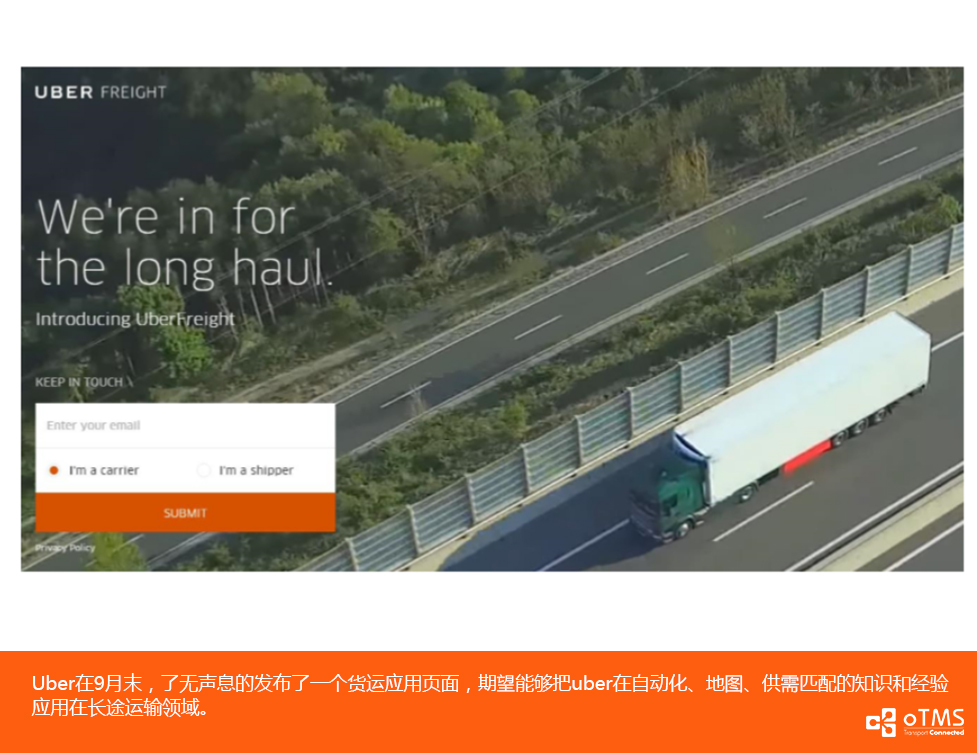 UBER FREIGHT
We're in for
the long haul.
Introducing UberFreight
KEEP IN TOUCH \
Enter your email
I'm a carrier
I'm a shipper
SUBMIT
Privacy Policy
Uber在9月末，了无声息的发布了一个货运应用页面，期望能够把uber在自动化、地图、供需匹配的知识和经验
应用在长途运输领域。
oTMS
Transport Connected